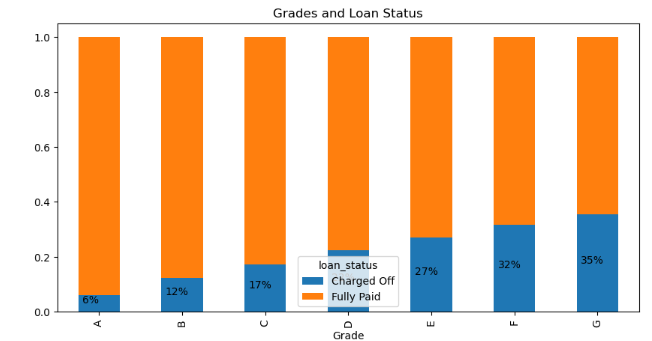 Grades and Loan Status
1.0
0.8
0.6
0.4
0.2
0.0
6%
12%
17%
27%
32%
35%
loan_status
Charged Off
Fully Paid
A
B
C
D
E
F
G
Grade